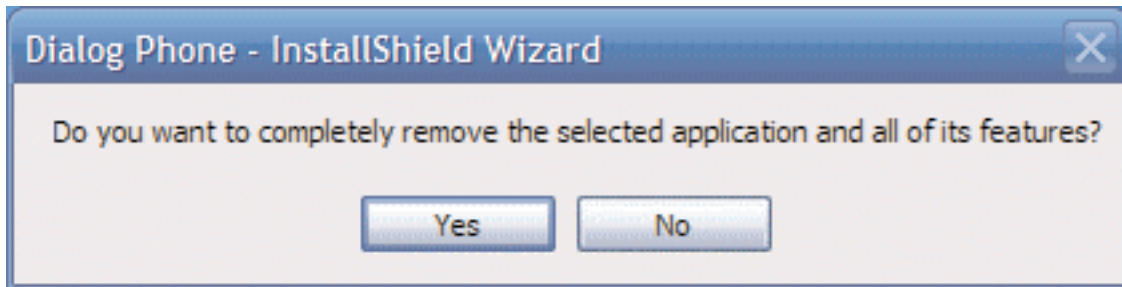 Dialog Phone - InstallShield Wizard
Do you want to completely remove the selected application and all of its features?
Yes
No